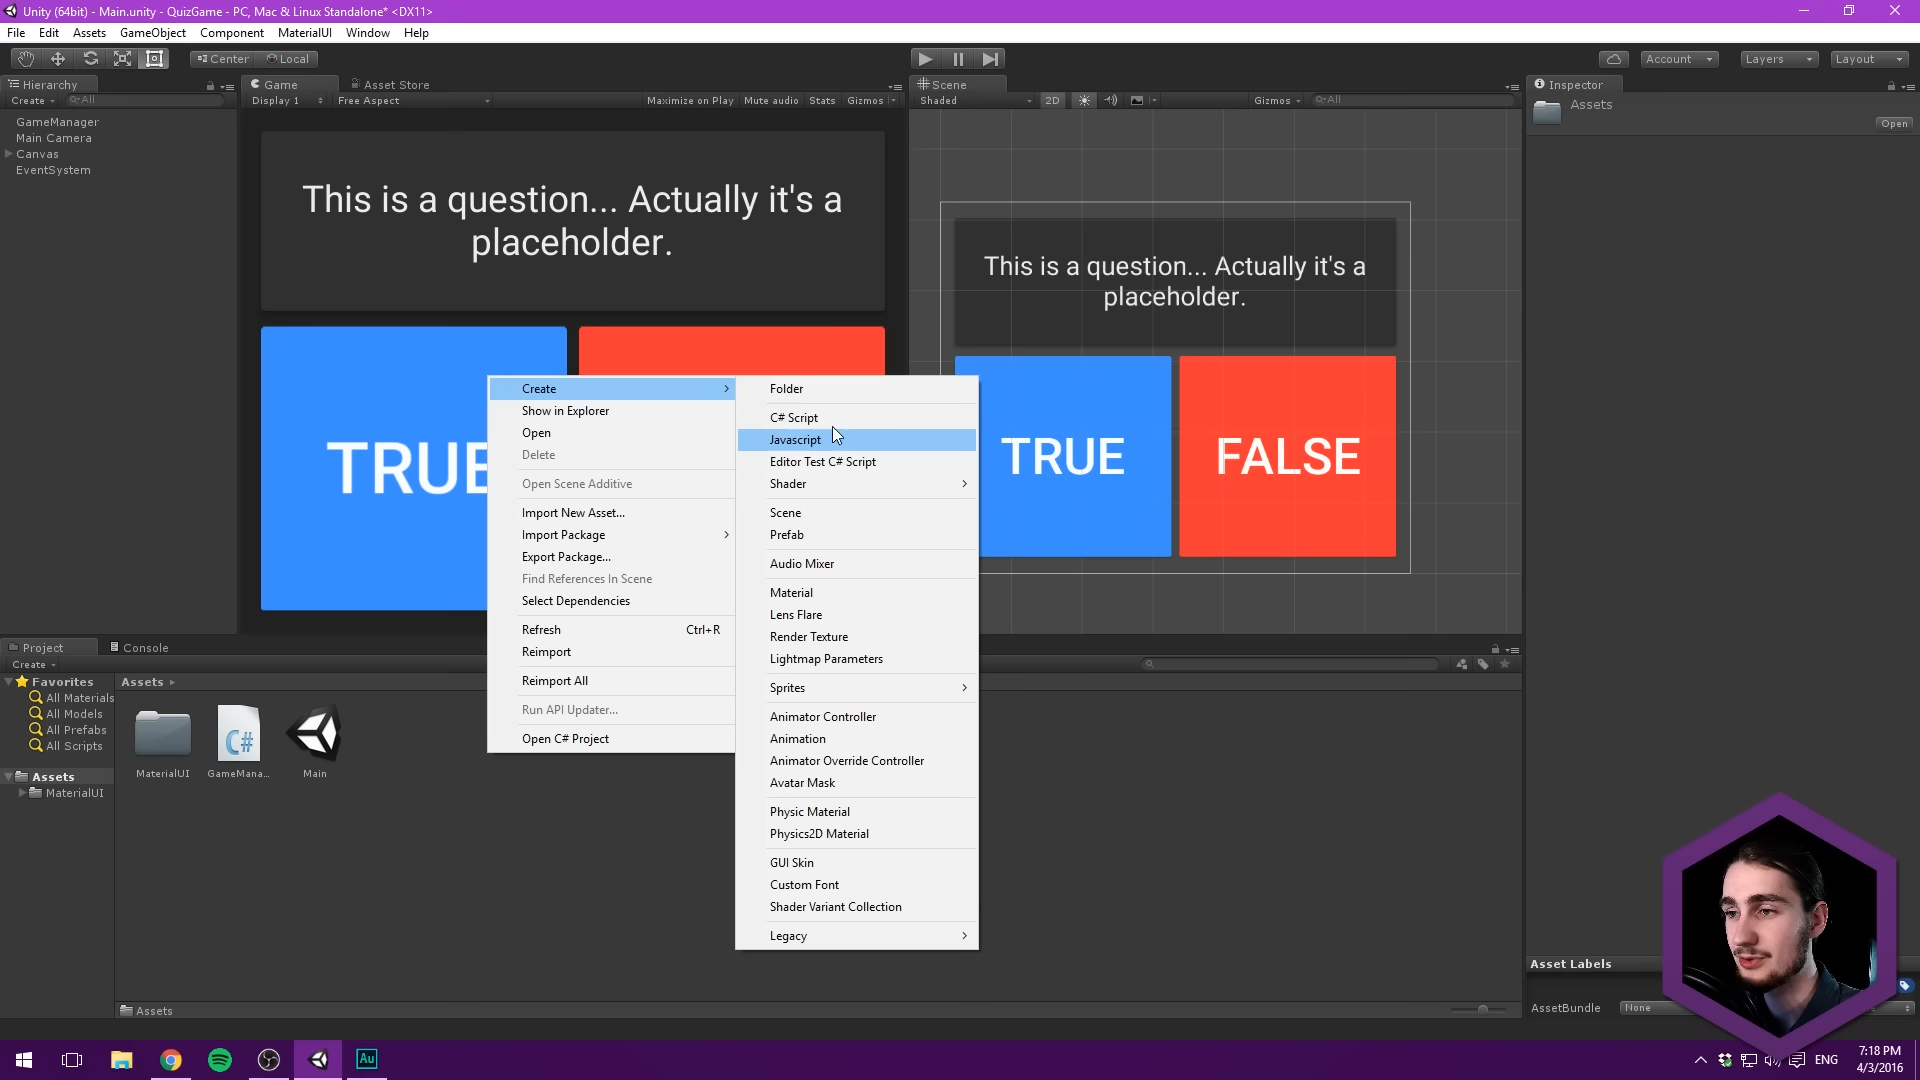 Unity (64bit) - Main.unity - QuizGame - PC, Mac & Linux Standalone* <DX11>
File Edit Assets GameObject Component MaterialUI Window Help
Center Local Account Layers Layout
Hierarchy
Create All
GameManager
Main Camera
Canvas
EventSystem
Game Asset Store
Display 1 Free Aspect Maximize on Play Mute audio Stats Gizmos
This is a question... Actually it's a
placeholder.
TRUE
Scene
Shaded 2D Gizmos All
This is a question... Actually it's a
placeholder.
TRUE FALSE
Inspector
Assets
Open
Create
Show in Explorer
Open
Delete
Open Scene Additive
Import New Asset...
Import Package
Export Package...
Find References In Scene
Select Dependencies
Refresh Ctrl+R
Reimport
Reimport All
Run API Updater...
Open C# Project
Folder
C# Script
Javascript
Editor Test C# Script
Shader
Scene
Prefab
Audio Mixer
Material
Lens Flare
Render Texture
Lightmap Parameters
Sprites
Animator Controller
Animation
Animator Override Controller
Avatar Mask
Physic Material
Physics2D Material
GUI Skin
Custom Font
Shader Variant Collection
Legacy
Project Console
Create
Favorites
All Materials
All Models
All Prefabs
All Scripts
Assets
MaterialUI
Assets
MaterialUI GameMana... Main
C#
Assets
Asset Labels
AssetBundle None
Au
ENG
7:18 PM
4/3/2016